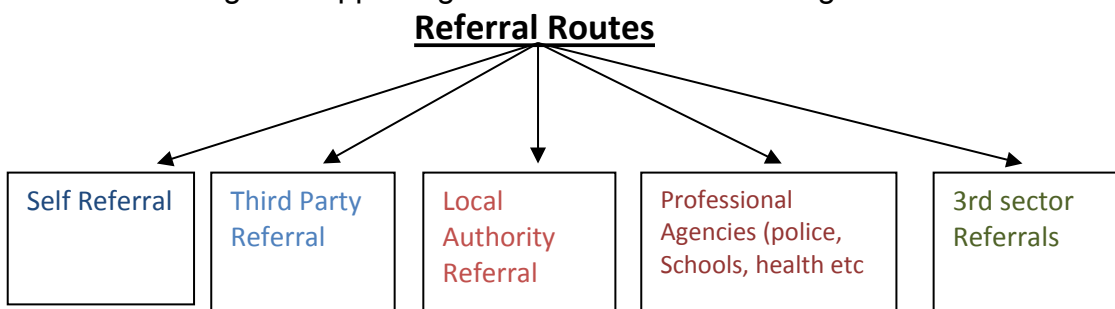 Referral Routes
Self Referral
Third Party
Referral
Local
Authority
Referral
Professional
Agencies (police,
Schools, health etc
3rd sector
Referrals